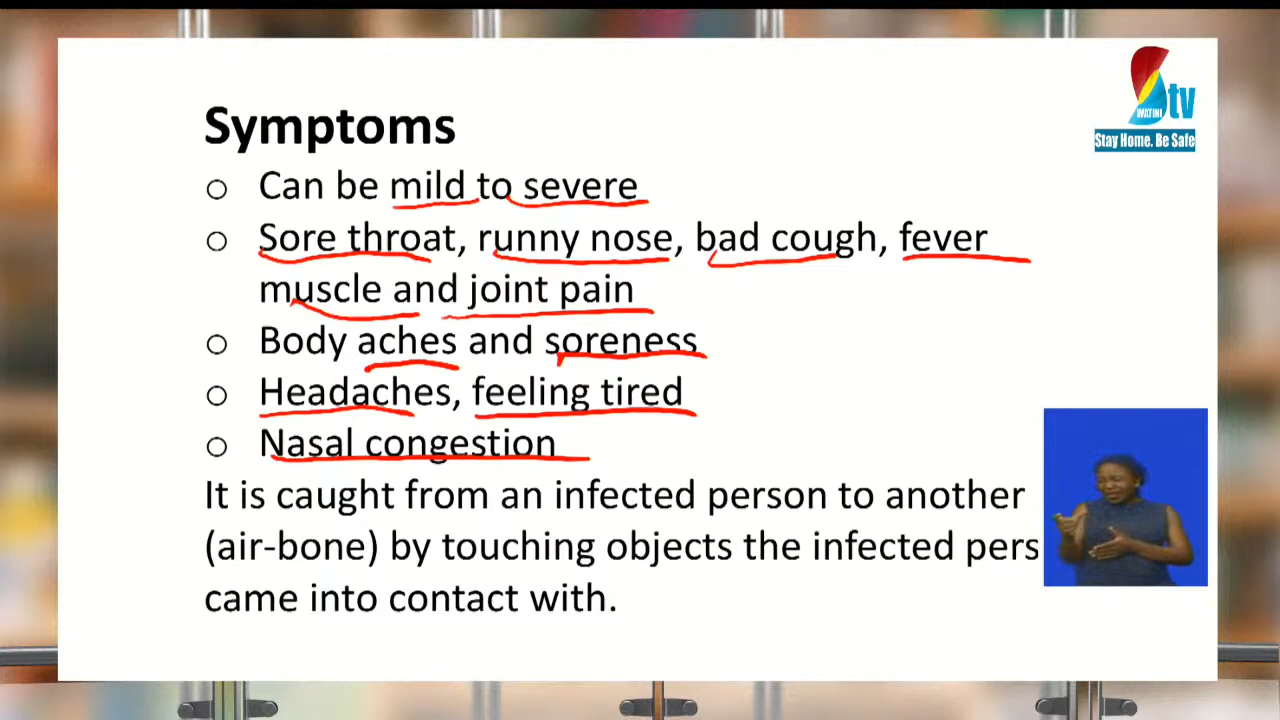 Symptoms
○ Can be mild to severe
○ Sore throat, runny nose, bad cough, fever
muscle and joint pain
○ Body aches and soreness
○ Headaches, feeling tired
○ Nasal congestion
It is caught from an infected person to another
(air-bone) by touching objects the infected pers
came into contact with.
tv
WATINI
Stay Home. Be Safe